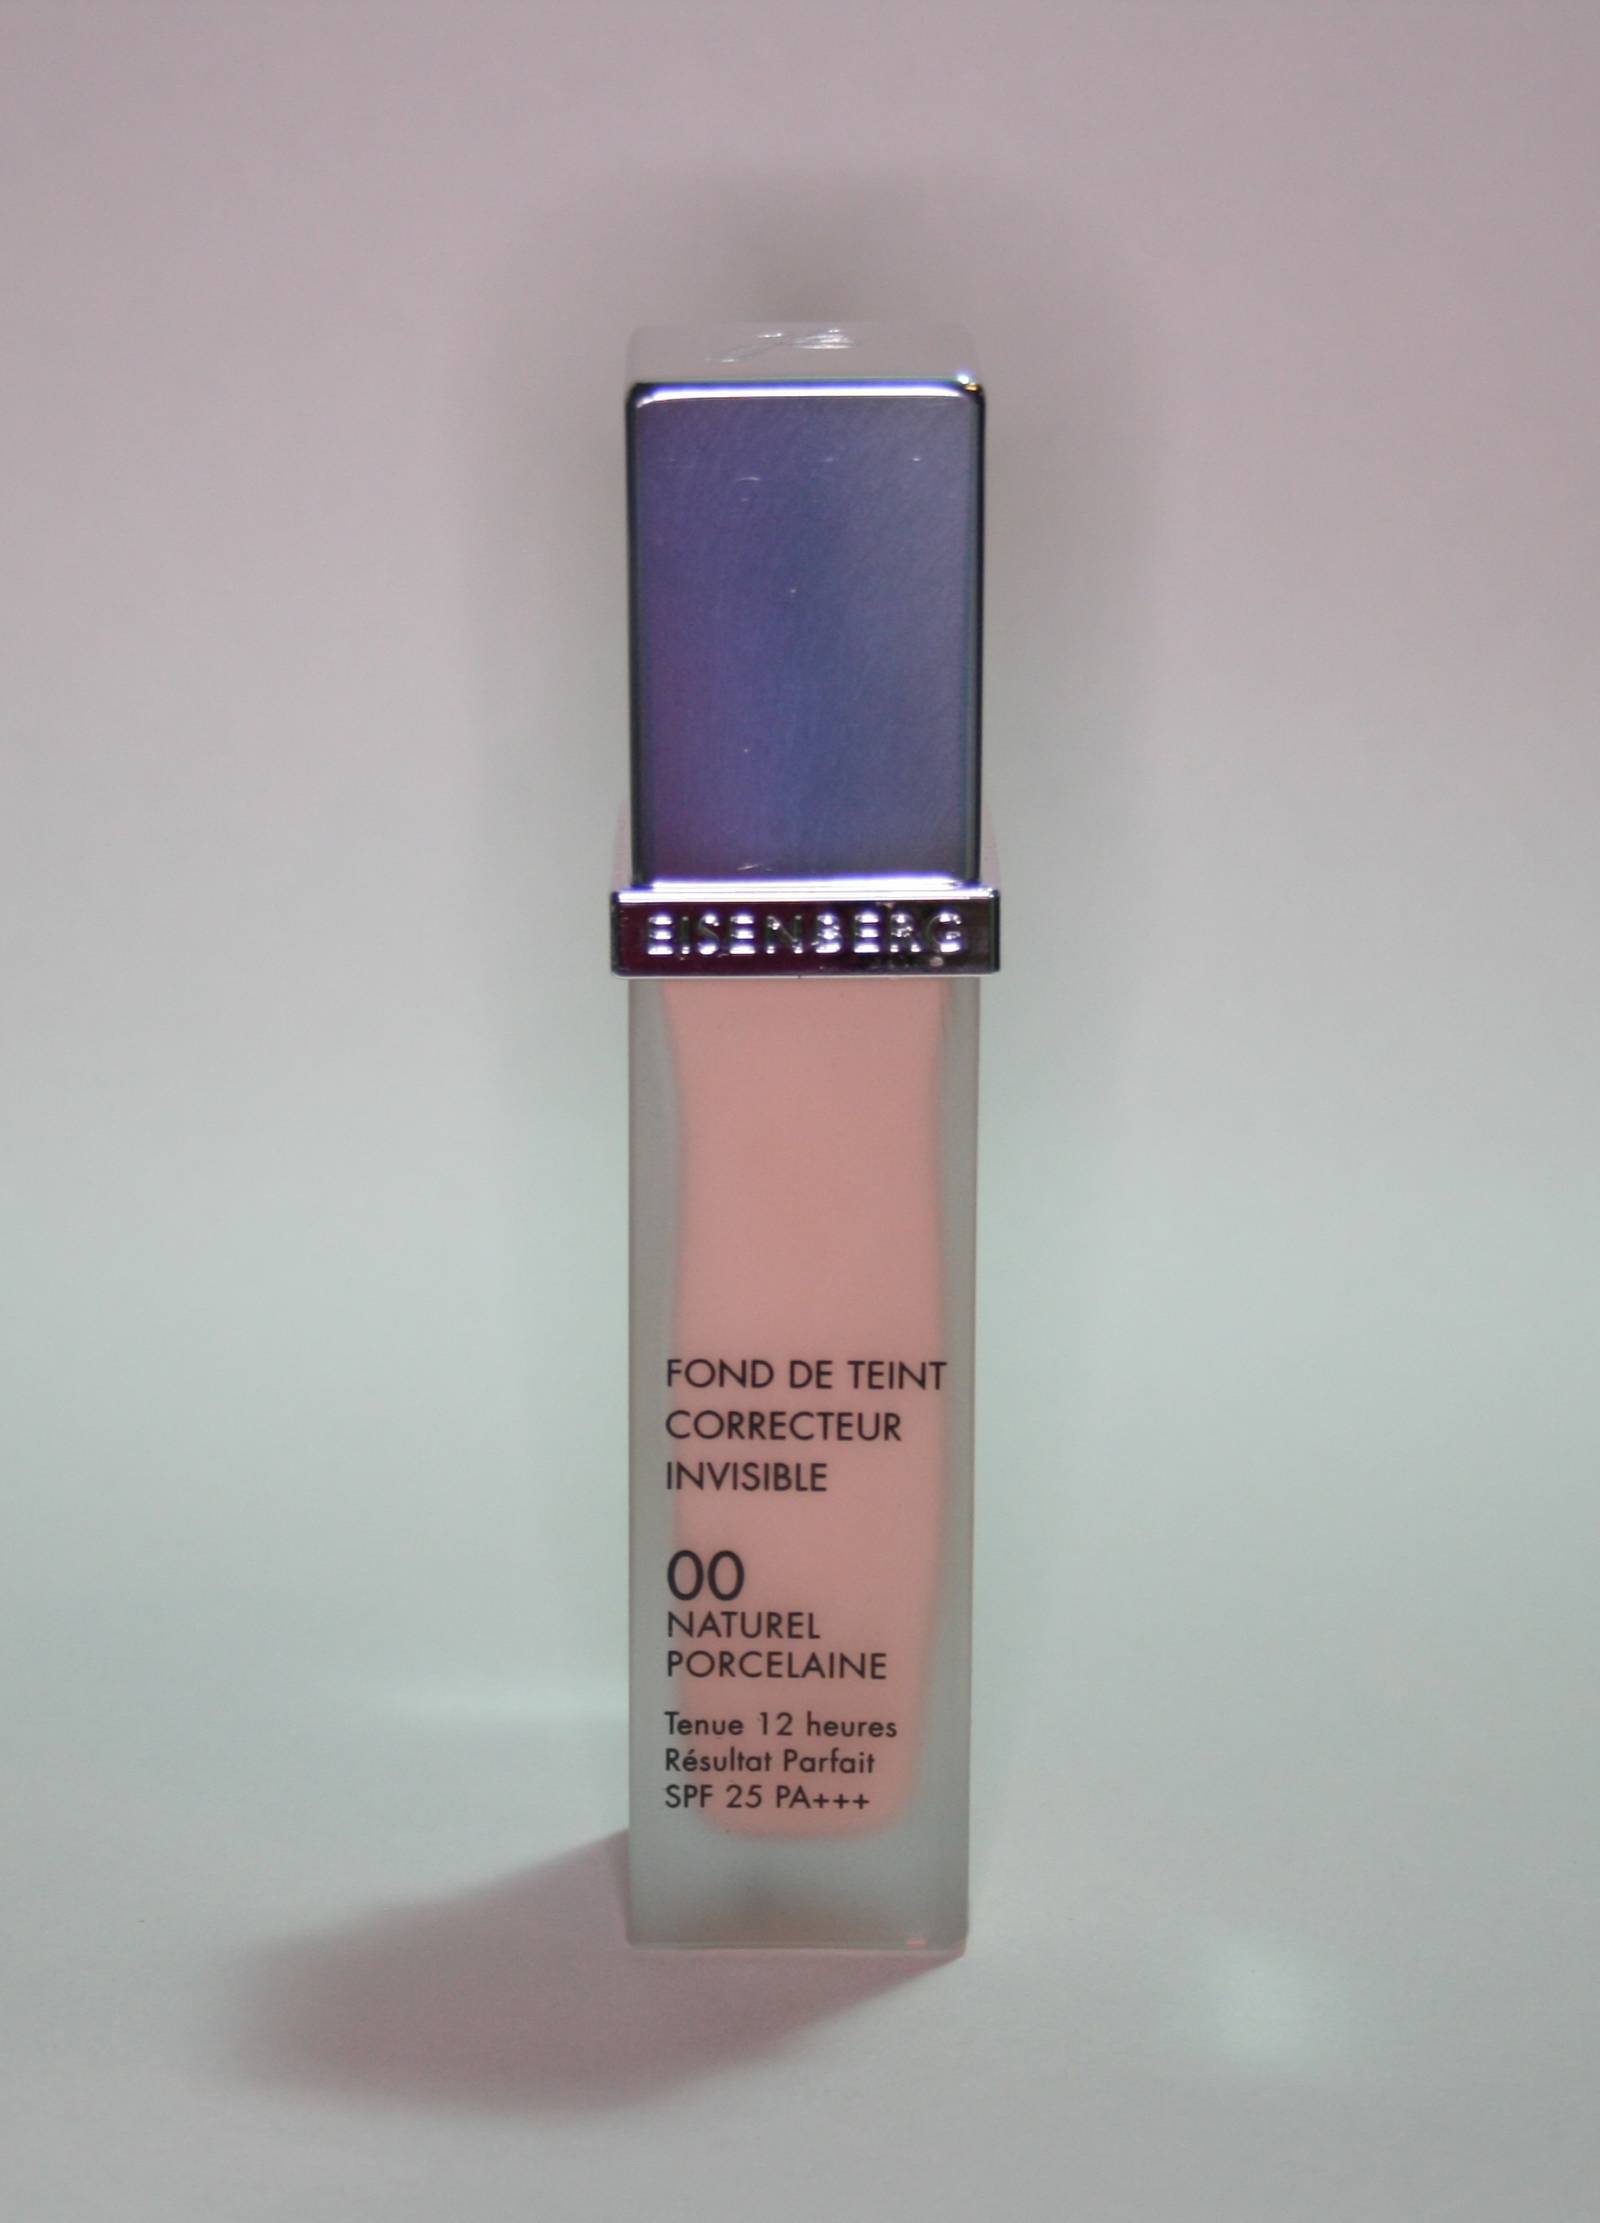 EISENBERG
FOND DE TEINT
CORRECTEUR
INVISIBLE
00
NATUREL
PORCELAINE
Tenue 12 heures
Résultat Parfait
SPF 25 PA+++